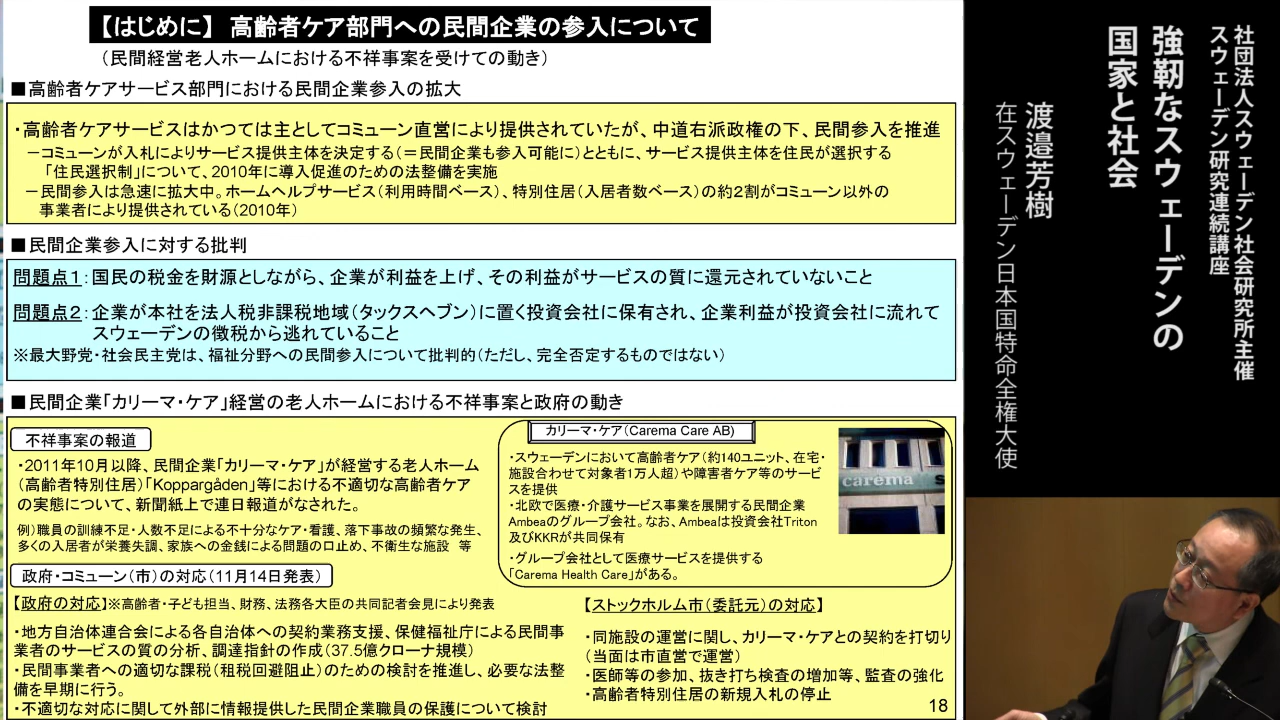 【はじめに】 高齢者ケア部門への民間企業の参入について
（民間経営老人ホームにおける不祥事案を受けての動き）
■高齢者ケアサービス部門における民間企業参入の拡大
・高齢者ケアサービスはかつては主としてコミューン直営により提供されていたが、中道右派政権の下、民間参入を推進
－コミューンが入札によりサービス提供主体を決定する（＝民間企業も参入可能に）とともに、サービス提供主体を住民が選択する
「住民選択制」について、2010年に導入促進のための法整備を実施
－民間参入は急速に拡大中。ホームヘルプサービス（利用時間ベース）、特別住居（入居者数ベース）の約２割がコミューン以外の
事業者により提供されている（2010年）
■民間企業参入に対する批判
問題点１：国民の税金を財源としながら、企業が利益を上げ、その利益がサービスの質に還元されていないこと
問題点２：企業が本社を法人税非課税地域（タックスヘブン）に置く投資会社に保有され、企業利益が投資会社に流れて
スウェーデンの徴税から逃れていること
※最大野党・社会民主党は、福祉分野への民間参入について批判的（ただし、完全否定するものではない）
■民間企業「カリーマ・ケア」経営の老人ホームにおける不祥事案と政府の動き
不祥事案の報道
・2011年10月以降、民間企業「カリーマ・ケア」が経営する老人ホーム
（高齢者特別住居）「Koppargåden」等における不適切な高齢者ケア
の実態について、新聞紙上で連日報道がなされた。
例）職員の訓練不足・人数不足による不十分なケア・看護、落下事故の頻繁な発生、
多くの入居者が栄養失調、家族への金銭による問題の口止め、不衛生な施設　等
カリーマ・ケア（Carema Care AB）
・スウェーデンにおいて高齢者ケア（約140ユニット、在宅・
施設合わせて対象者1万人超）や障害者ケア等のサービ
スを提供
・北欧で医療・介護サービス事業を展開する民間企業
Ambeaのグループ会社。なお、Ambeaは投資会社Triton
及びKKRが共同保有
・グループ会社として医療サービスを提供する
「Carema Health Care」がある。
carema
s
政府・コミューン（市）の対応（11月14日発表）
【政府の対応】※高齢者・子ども担当、財務、法務各大臣の共同記者会見により発表
・地方自治体連合会による各自治体への契約業務支援、保健福祉庁による民間事
業者のサービスの質の分析、調達指針の作成（37.5億クローナ規模）
・民間事業者への適切な課税（租税回避阻止）のための検討を推進し、必要な法整
備を早期に行う。
・不適切な対応に関して外部に情報提供した民間企業職員の保護について検討
【ストックホルム市（委託元）の対応】
・同施設の運営に関し、カリーマ・ケアとの契約を打切り
（当面は市直営で運営）
・医師等の参加、抜き打ち検査の増加等、監査の強化
・高齢者特別住居の新規入札の停止
18
社団法人スウェーデン社会研究所主催
スウェーデン研究連続講座
強靭なスウェーデンの
国家と社会
渡邉芳樹
在スウェーデン日本国特命全権大使